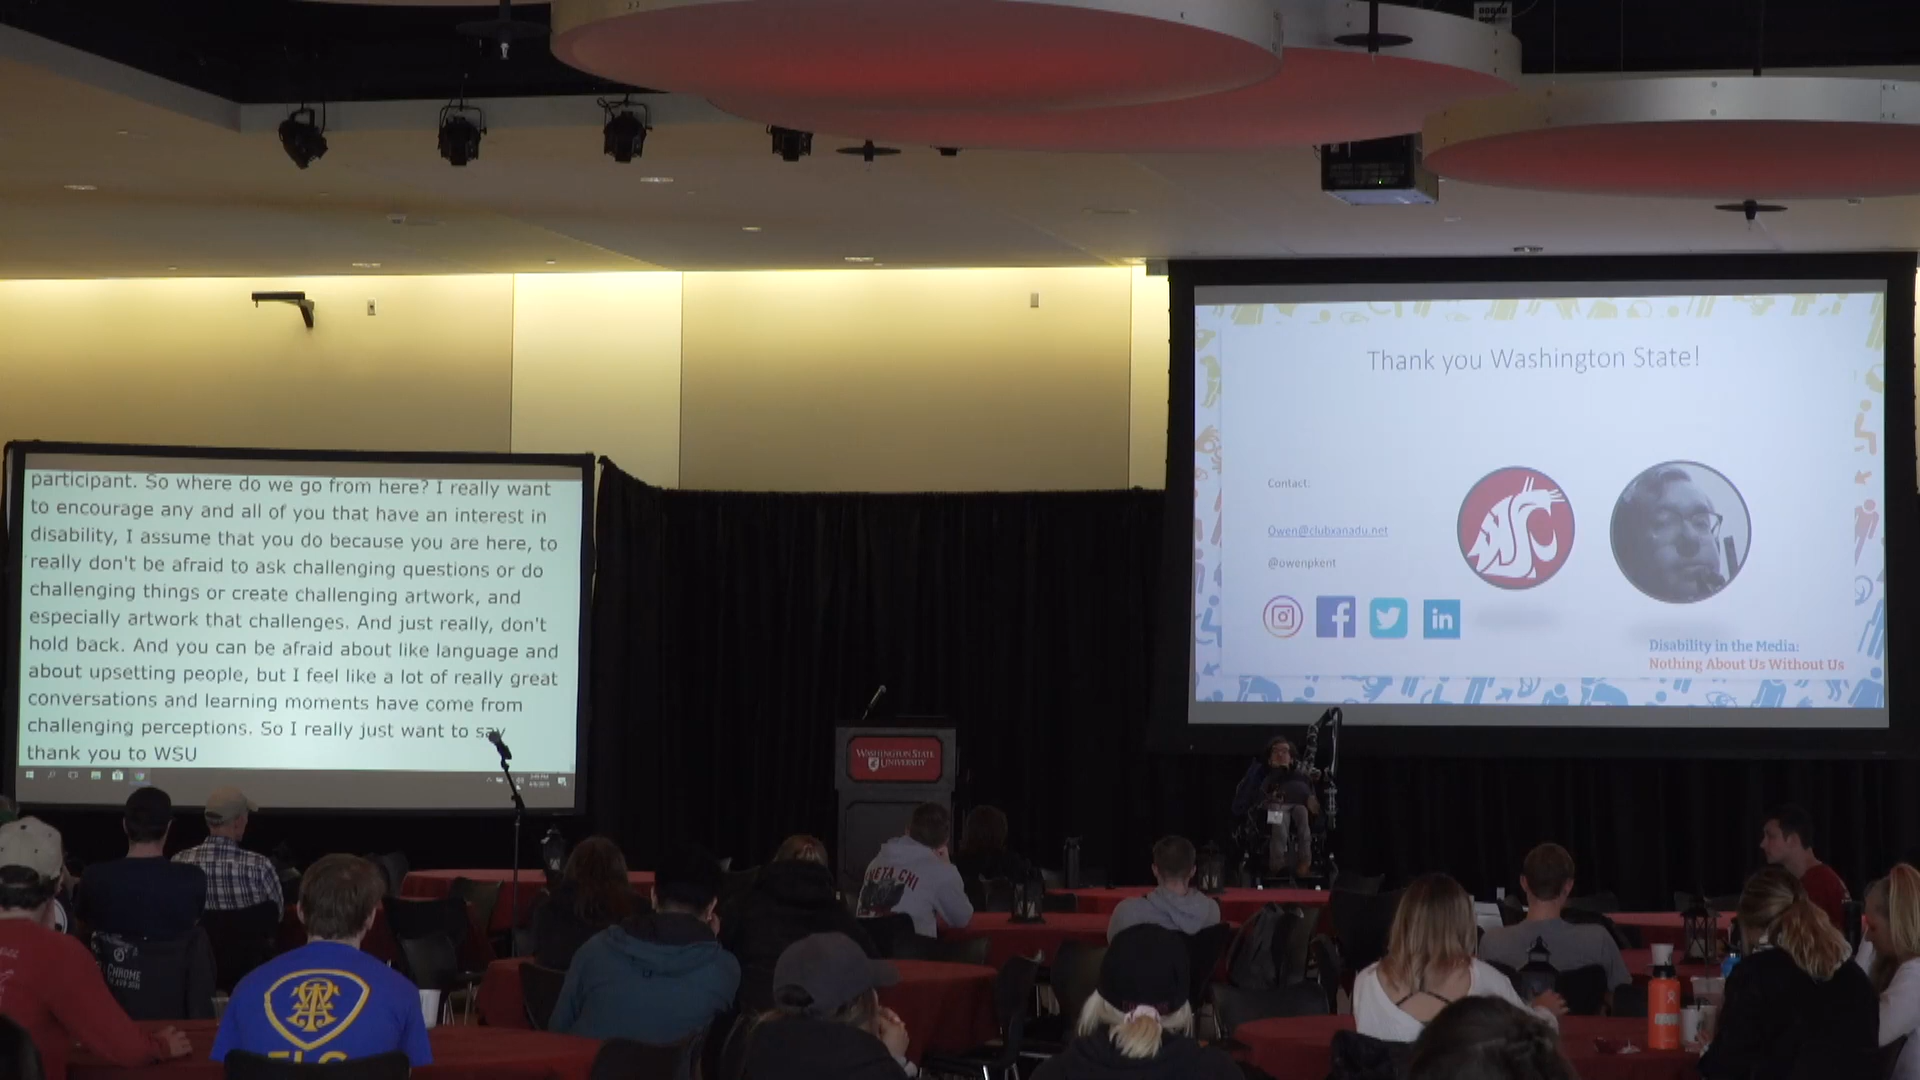 participant. So where do we go from here? I really want
to encourage any and all of you that have an interest in
disability, I assume that you do because you are here, to
really don't be afraid to ask challenging questions or do
challenging things or create challenging artwork, and
especially artwork that challenges. And just really, don't
hold back. And you can be afraid about like language and
about upsetting people, but I feel like a lot of really great
conversations and learning moments have come from
challenging perceptions. So I really just want to say
thank you to WSU
Thank you Washington State!
Contact:
Owen@clubxanadu.net
@owenpkent
in
Disability in the Media:
Nothing About Us Without Us
WASHINGTON STATE
UNIVERSITY
CHROME